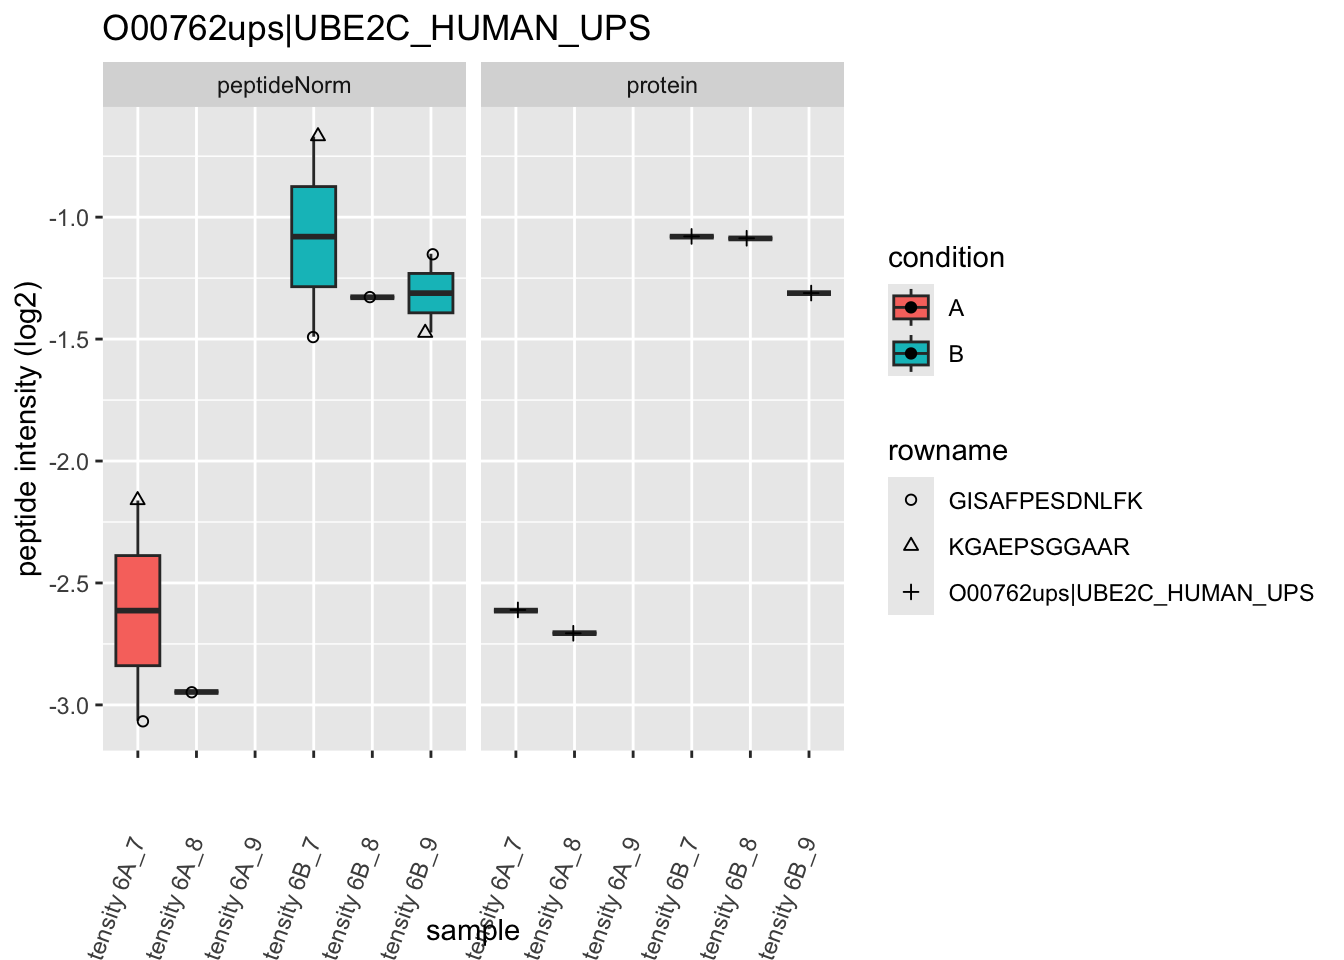 O00762ups|UBE2C_HUMAN_UPS
peptideNorm
protein
-1.0
-1.5
-2.0
-2.5
-3.0
peptide intensity (log2)
tensity 6A_7
tensity 6A_8
tensity 6A_9
tensity 6B_7
tensity 6B_8
tensity 6B_9
tensity 6A_7
tensity 6A_8
tensity 6A_9
tensity 6B_7
tensity 6B_8
tensity 6B_9
sample
condition
A
B
rowname
GISAFPESDNLFK
KGAEPSGGAAR
O00762ups|UBE2C_HUMAN_UPS